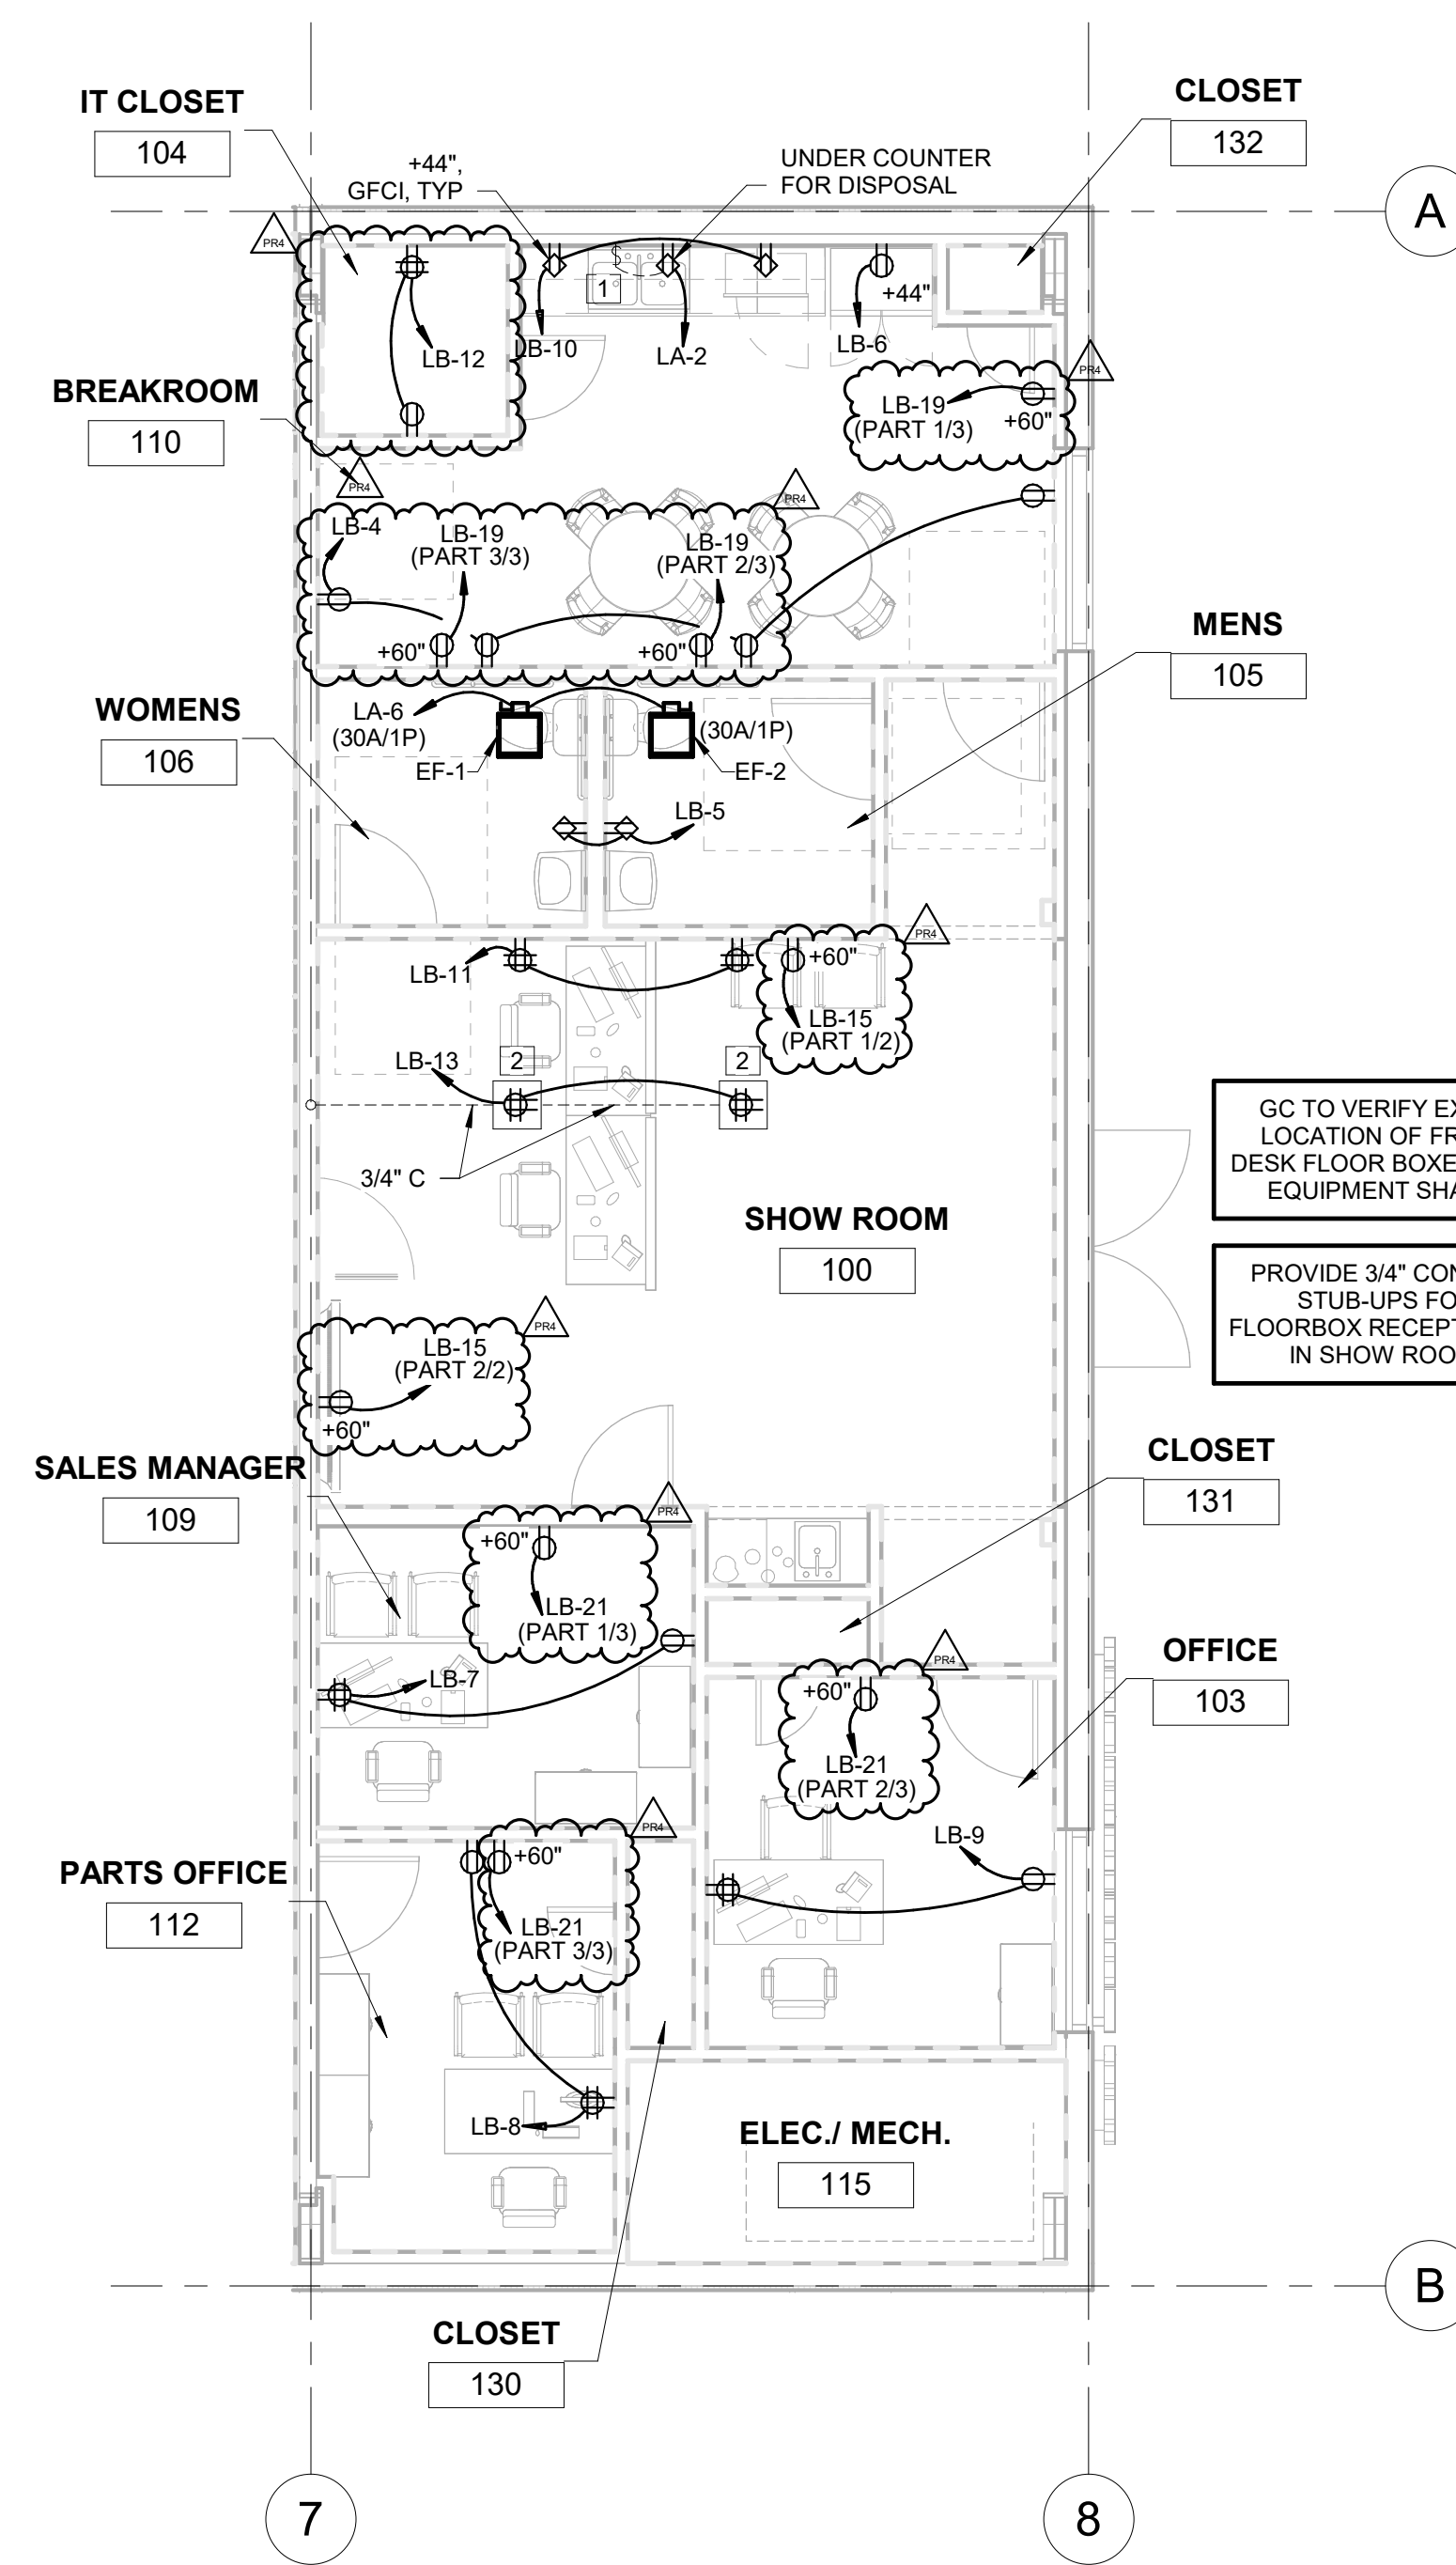 IT CLOSET
104
CLOSET
132
+44",
GFCI, TYP
UNDER COUNTER
FOR DISPOSAL
A
PR4
1
+44"
LB-12
LB-10
LA-2
LB-6
PR4
BREAKROOM
110
LB-19
(PART 1/3)
+60"
PR4
PR4
LB-4
LB-19
(PART 3/3)
LB-19
(PART 2/3)
+60"
+60"
MENS
105
WOMENS
106
LA-6
(30A/1P)
(30A/1P)
EF-1
EF-2
LB-5
PR4
LB-11
+60"
LB-15
(PART 1/2)
LB-13
2
2
3/4" C
GC TO VERIFY EX
LOCATION OF FR
DESK FLOOR BOXE
EQUIPMENT SHA
SHOW ROOM
100
PROVIDE 3/4" CON
STUB-UPS FO
FLOORBOX RECEPT
IN SHOW ROO
PR4
LB-15
(PART 2/2)
+60"
SALES MANAGER
109
CLOSET
131
PR4
+60"
LB-21
(PART 1/3)
LB-7
PR4
OFFICE
103
+60"
LB-21
(PART 2/3)
PR4
LB-9
+60"
PARTS OFFICE
112
LB-21
(PART 3/3)
LB-8
ELEC./ MECH.
115
B
CLOSET
130
7
8